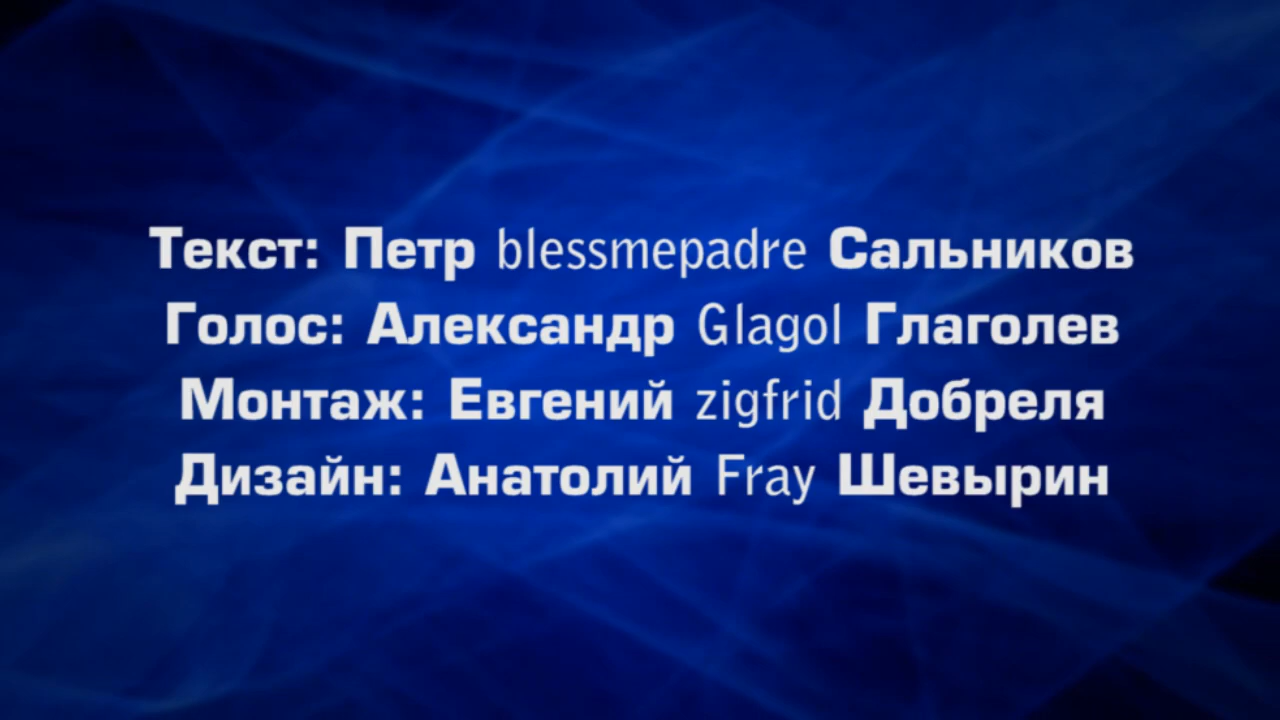 Текст: Петр blessmepadre Сальников
Голос: Александр Glagol Глаголев
Монтаж: Евгений zigfrid Добреля
Дизайн: Анатолий Fray Шевырин